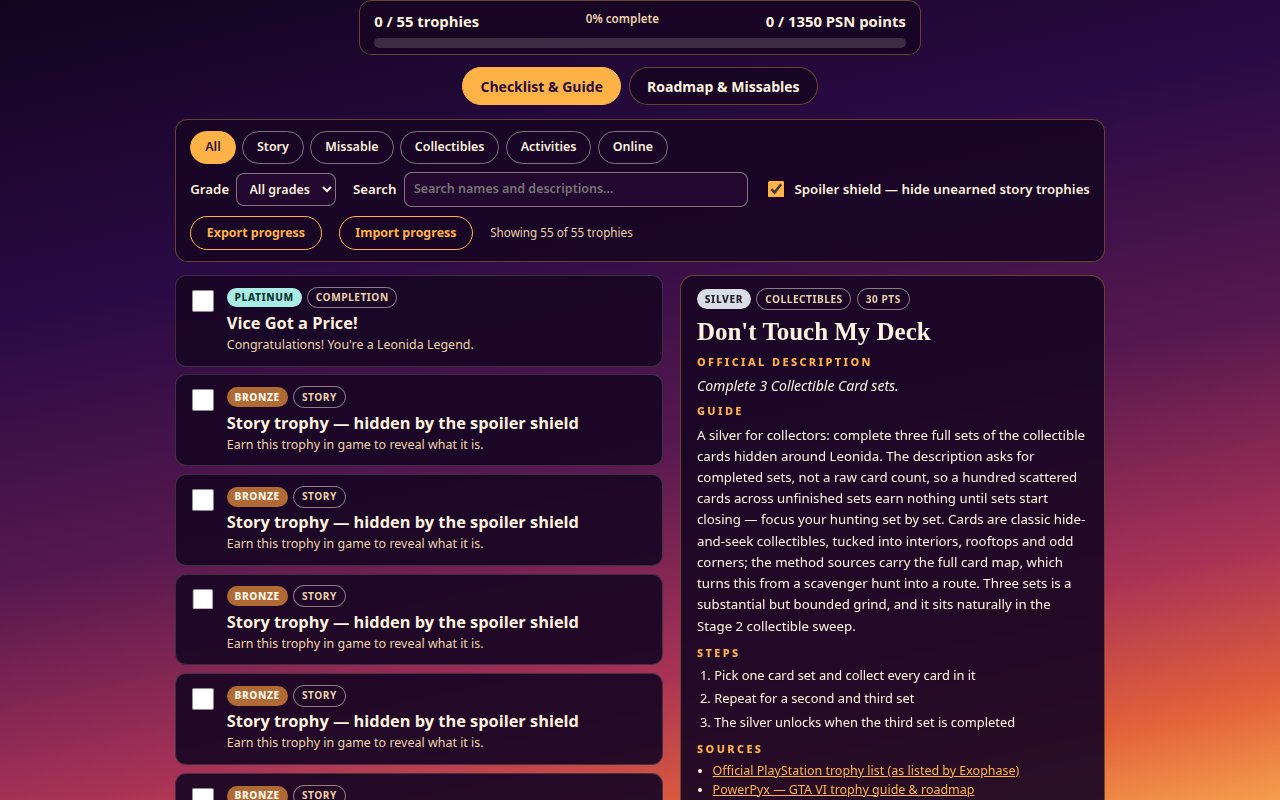 0 / 55 trophies
0% complete
0 / 1350 PSN points
Checklist & Guide
Roadmap & Missables
All
Story
Missable
Collectibles
Activities
Online
Grade
All grades
Search
Search names and descriptions...
Spoiler shield — hide unearned story trophies
Export progress
Import progress
Showing 55 of 55 trophies
PLATINUM
COMPLETION
Vice Got a Price!
Congratulations! You're a Leonida Legend.
BRONZE
STORY
Story trophy — hidden by the spoiler shield
Earn this trophy in game to reveal what it is.
BRONZE
STORY
Story trophy — hidden by the spoiler shield
Earn this trophy in game to reveal what it is.
BRONZE
STORY
Story trophy — hidden by the spoiler shield
Earn this trophy in game to reveal what it is.
BRONZE
STORY
Story trophy — hidden by the spoiler shield
Earn this trophy in game to reveal what it is.
BRONZE
STORY
SILVER
COLLECTIBLES
30 PTS
Don't Touch My Deck
OFFICIAL DESCRIPTION
Complete 3 Collectible Card sets.
GUIDE
A silver for collectors: complete three full sets of the collectible
cards hidden around Leonida. The description asks for
completed sets, not a raw card count, so a hundred scattered
cards across unfinished sets earn nothing until sets start
closing — focus your hunting set by set. Cards are classic hide-
and-seek collectibles, tucked into interiors, rooftops and odd
corners; the method sources carry the full card map, which
turns this from a scavenger hunt into a route. Three sets is a
substantial but bounded grind, and it sits naturally in the
Stage 2 collectible sweep.
STEPS
1. Pick one card set and collect every card in it
2. Repeat for a second and third set
3. The silver unlocks when the third set is completed
SOURCES
• Official PlayStation trophy list (as listed by Exophase)
• PowerPyx — GTA VI trophy guide & roadmap